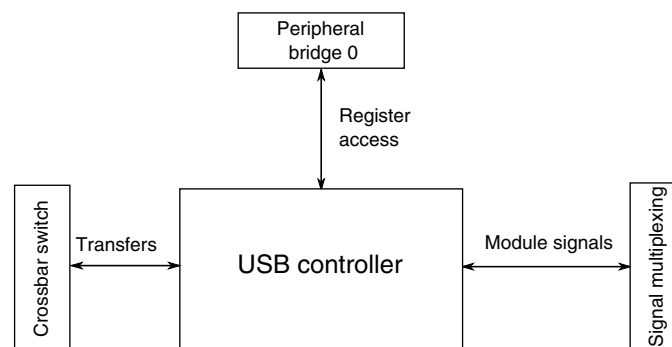 Peripheral
bridge 0
Register
access
Crossbar switch
Transfers
USB controller
Module signals
Signal multiplexing